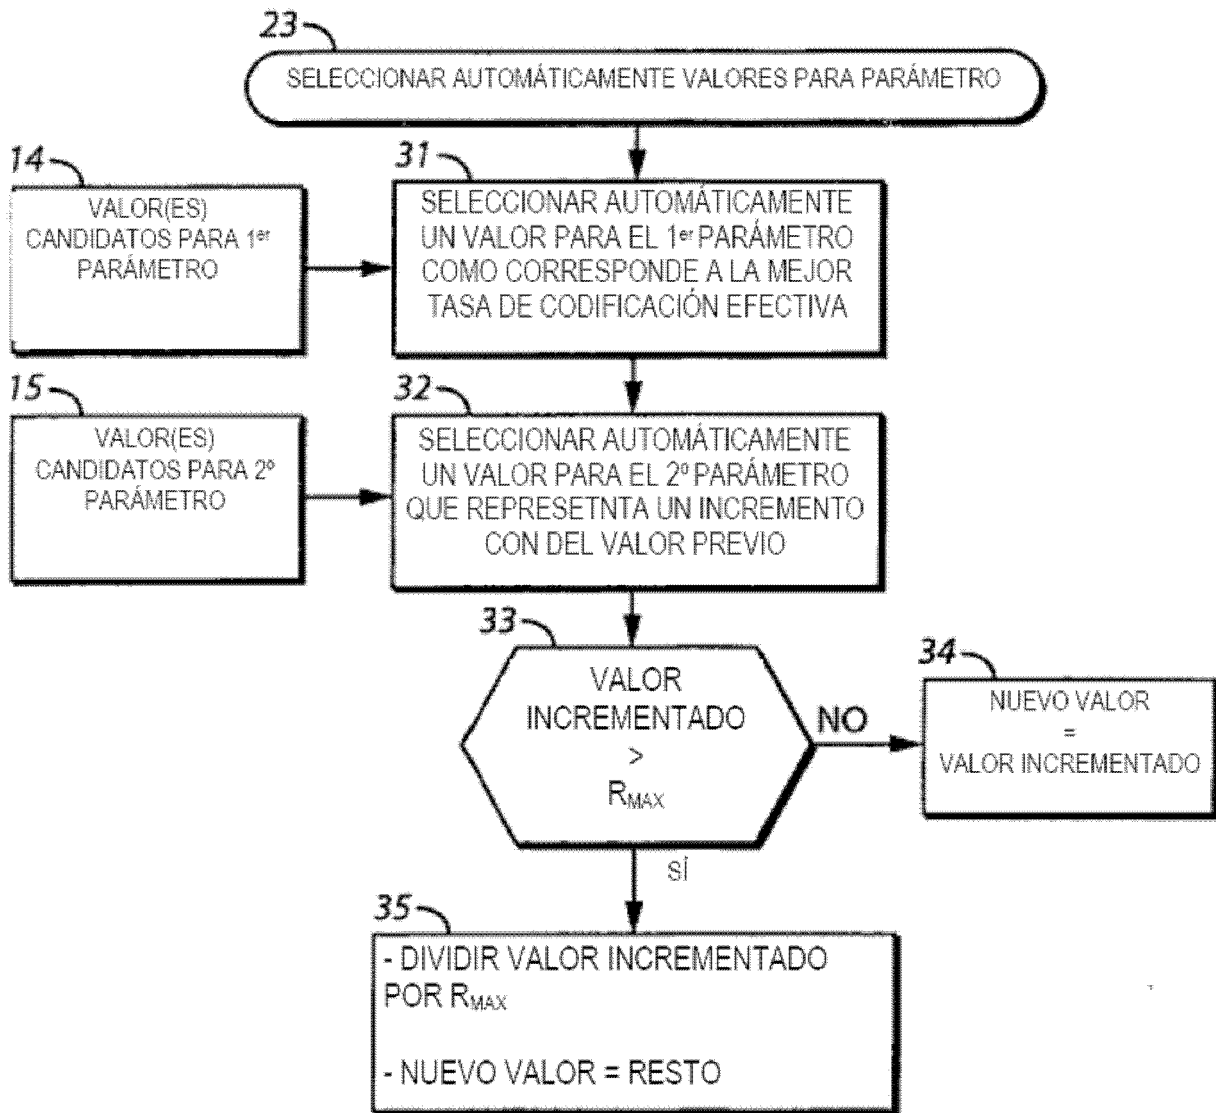 23
SELECCIONAR AUTOMÁTICAMENTE VALORES PARA PARÁMETRO
14
VALOR(ES)
CANDIDATOS PARA 1er
PARÁMETRO
31
SELECCIONAR AUTOMÁTICAMENTE
UN VALOR PARA EL 1er PARÁMETRO
COMO CORRESPONDE A LA MEJOR
TASA DE CODIFICACIÓN EFECTIVA
15
VALOR(ES)
CANDIDATOS PARA 2º
PARÁMETRO
32
SELECCIONAR AUTOMÁTICAMENTE
UN VALOR PARA EL 2º PARÁMETRO
QUE REPRESETNTA UN INCREMENTO
CON DEL VALOR PREVIO
33
VALOR
INCREMENTADO
>
RMAX
NO
34
NUEVO VALOR
=
VALOR INCREMENTADO
SÍ
35
- DIVIDIR VALOR INCREMENTADO
POR RMAX
- NUEVO VALOR = RESTO